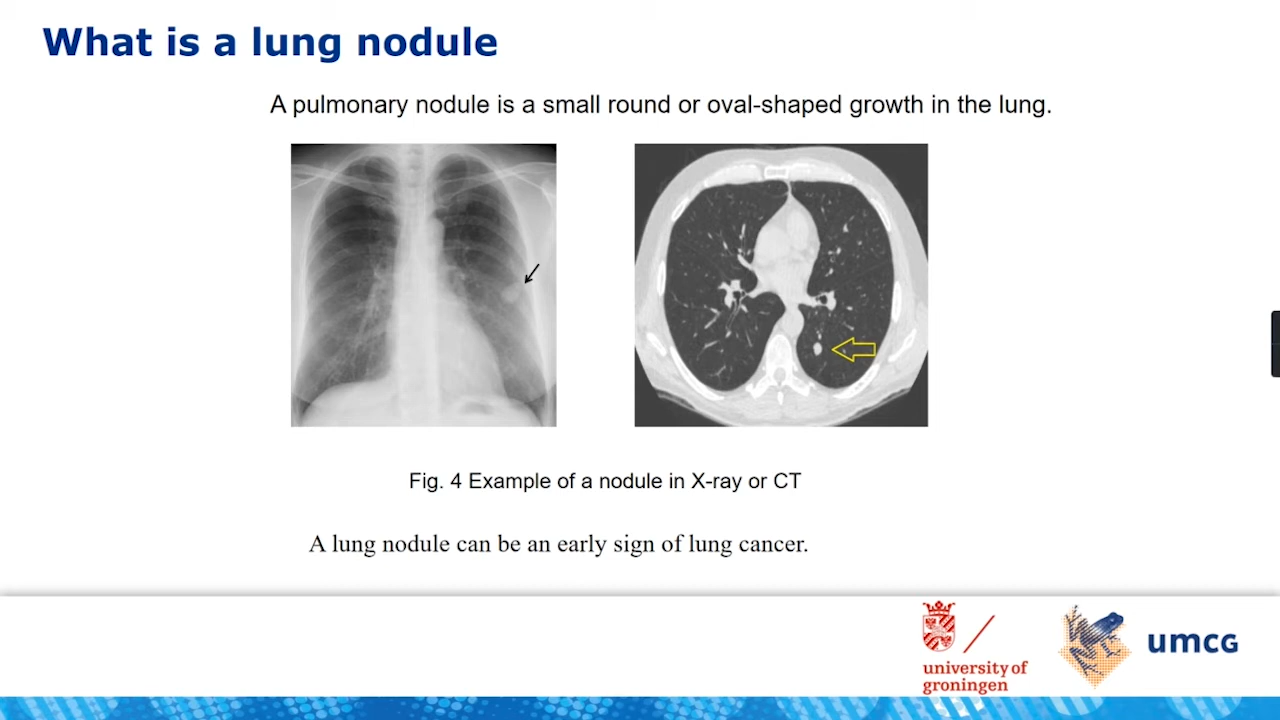 What is a lung nodule
A pulmonary nodule is a small round or oval-shaped growth in the lung.
Fig. 4 Example of a nodule in X-ray or CT
A lung nodule can be an early sign of lung cancer.
university of
groningen
umcg